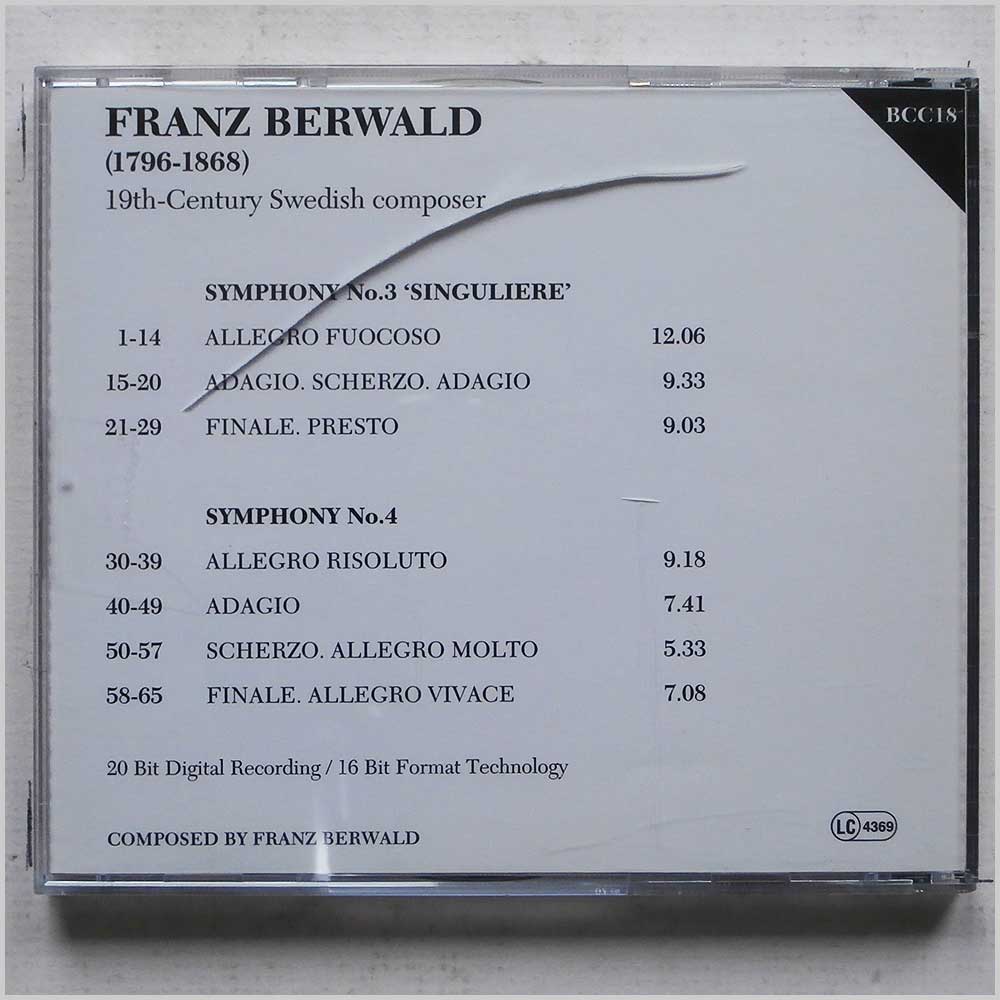 FRANZ BERWALD
BCC18
(1796-1868)
19th-Century Swedish composer
SYMPHONY No.3 ‘SINGULIERE’
1-14 ALLEGRO FUOCOSO 12.06
15-20 ADAGIO. SCHERZO. ADAGIO 9.33
21-29 FINALE. PRESTO 9.03
SYMPHONY No.4
30-39 ALLEGRO RISOLUTO 9.18
40-49 ADAGIO 7.41
50-57 SCHERZO. ALLEGRO MOLTO 5.33
58-65 FINALE. ALLEGRO VIVACE 7.08
20 Bit Digital Recording / 16 Bit Format Technology
COMPOSED BY FRANZ BERWALD
LC 4369